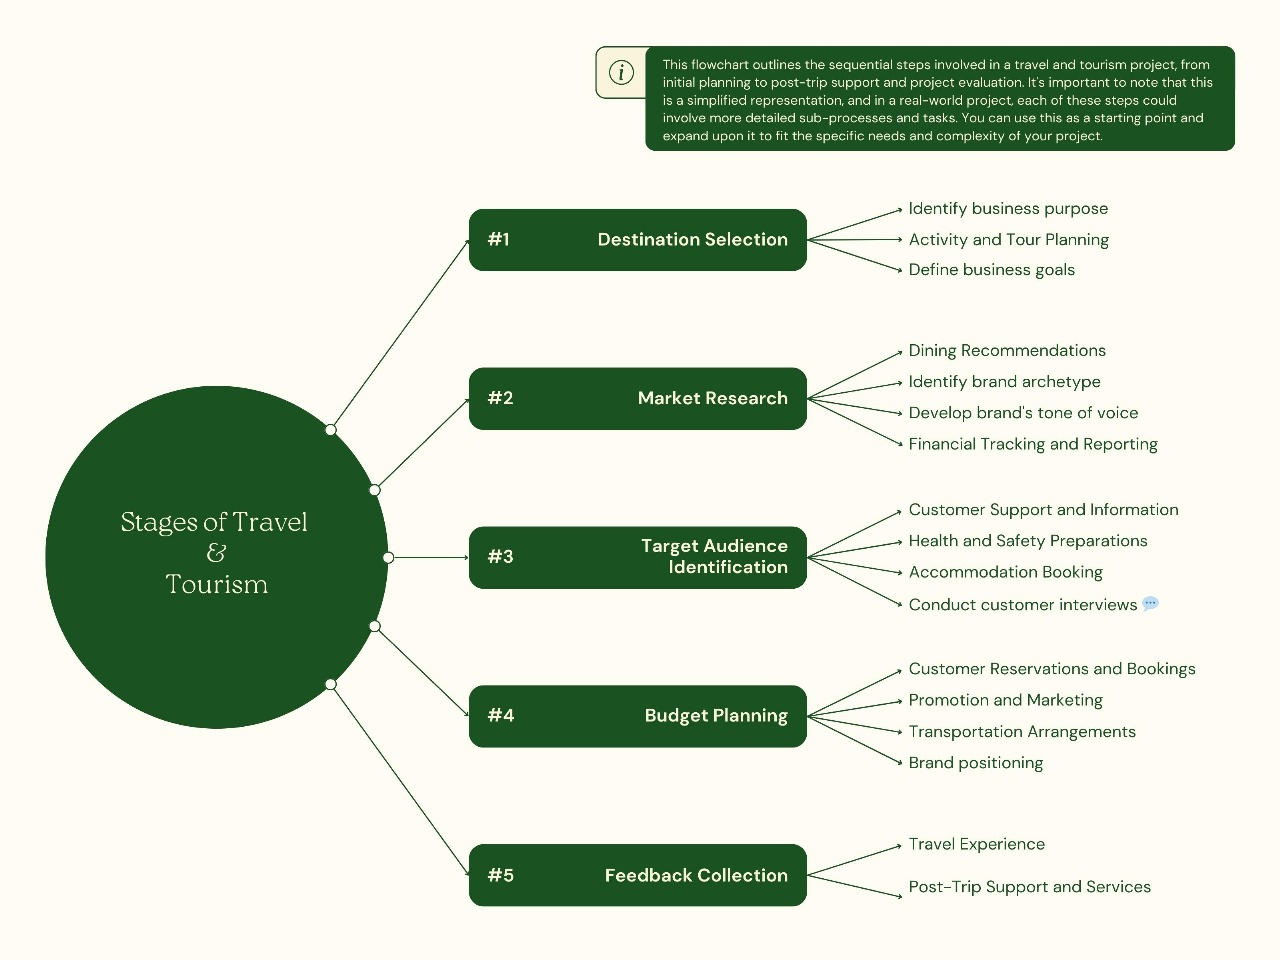 i
This flowchart outlines the sequential steps involved in a travel and tourism project, from
initial planning to post-trip support and project evaluation. It's important to note that this
is a simplified representation, and in a real-world project, each of these steps could
involve more detailed sub-processes and tasks. You can use this as a starting point and
expand upon it to fit the specific needs and complexity of your project.
Stages of Travel
&
Tourism
#1 Destination Selection
Identify business purpose
Activity and Tour Planning
Define business goals
#2 Market Research
Dining Recommendations
Identify brand archetype
Develop brand's tone of voice
Financial Tracking and Reporting
#3 Target Audience
Identification
Customer Support and Information
Health and Safety Preparations
Accommodation Booking
Conduct customer interviews 💬
#4 Budget Planning
Customer Reservations and Bookings
Promotion and Marketing
Transportation Arrangements
Brand positioning
#5 Feedback Collection
Travel Experience
Post-Trip Support and Services